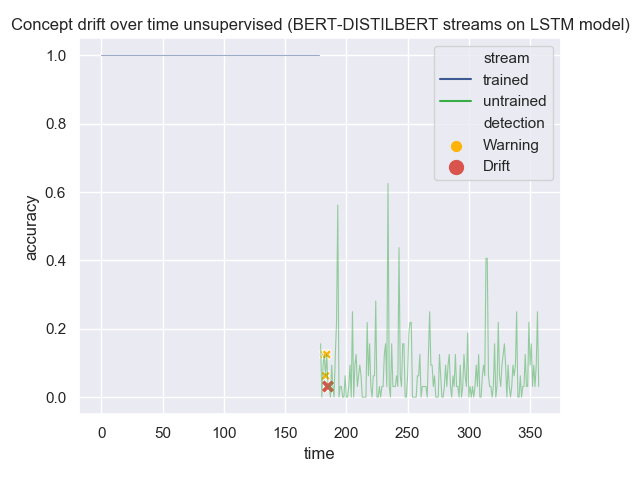 Concept drift over time unsupervised (BERT-DISTILBERT streams on LSTM model)
stream
trained
untrained
detection
Warning
Drift
1.0
0.8
0.6
0.4
0.2
0.0
accuracy
0 50 100 150 200 250 300 350
time